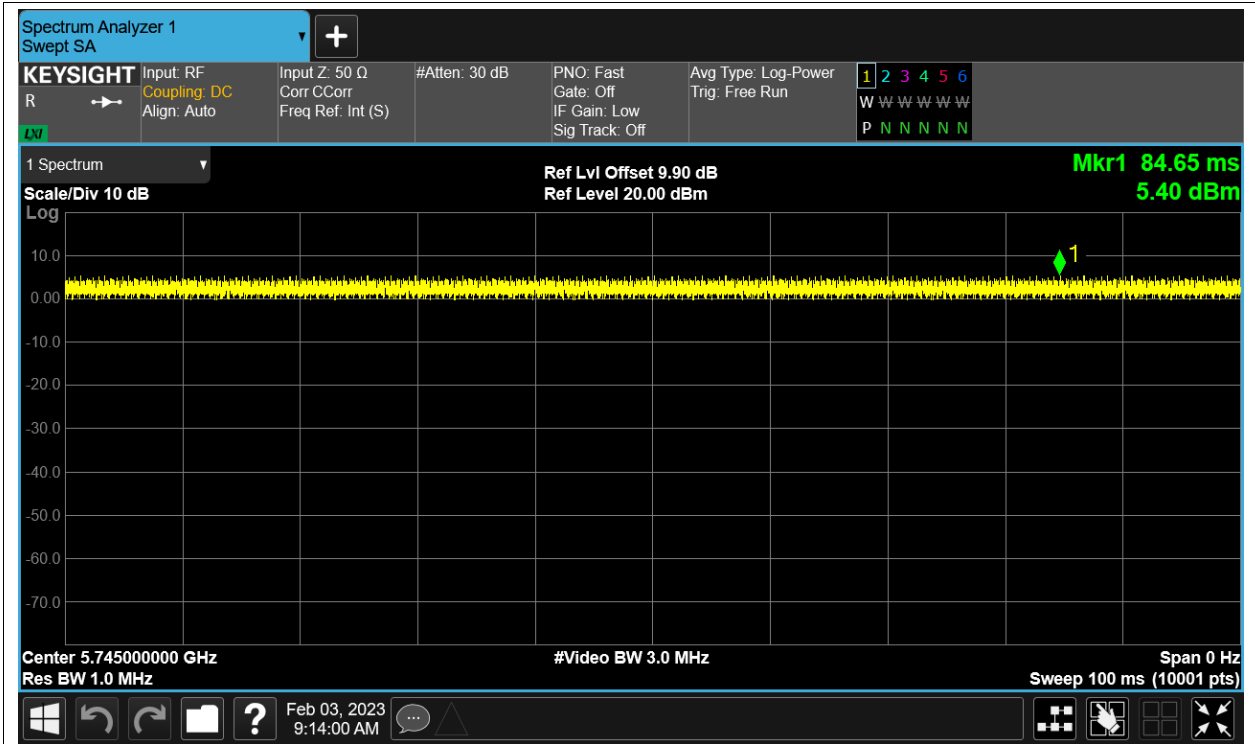 Spectrum Analyzer 1
Swept SA
KEYSIGHT
R
LXI
Input: RF
Coupling: DC
Align: Auto
Input Z: 50 Ω
Corr CCorr
Freq Ref: Int (S)
#Atten: 30 dB
PNO: Fast
Gate: Off
IF Gain: Low
Sig Track: Off
Avg Type: Log-Power
Trig: Free Run
1 2 3 4 5 6
W W W W W W
P N N N N N
1 Spectrum
Scale/Div 10 dB
Ref Lvl Offset 9.90 dB
Ref Level 20.00 dBm
Mkr1 84.65 ms
5.40 dBm
Log
1
10.0
0.00
-10.0
-20.0
-30.0
-40.0
-50.0
-60.0
-70.0
Center 5.745000000 GHz
Res BW 1.0 MHz
#Video BW 3.0 MHz
Span 0 Hz
Sweep 100 ms (10001 pts)
?
Feb 03, 2023
9:14:00 AM